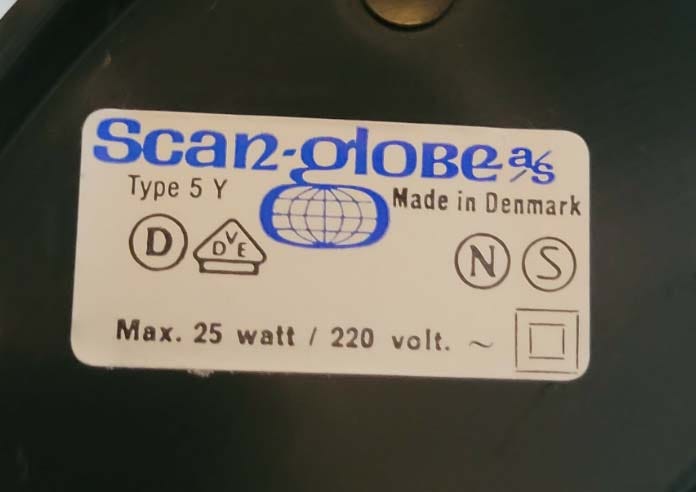 Scan-globe a/s
Type 5 Y
Made in Denmark
D
DVE
N
S
Max. 25 watt / 220 volt. ~